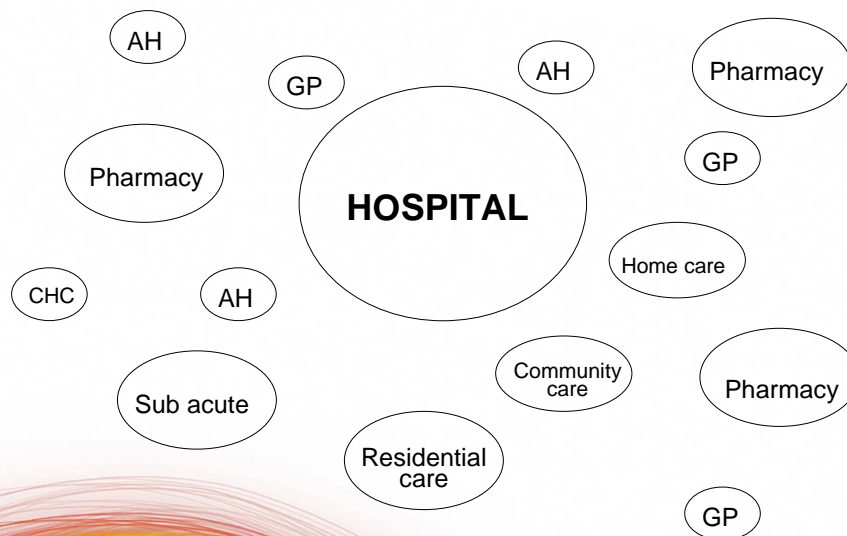 AH
GP
AH
Pharmacy
Pharmacy
GP
HOSPITAL
Home care
CHC
AH
Community
care
Pharmacy
Sub acute
Residential
care
GP